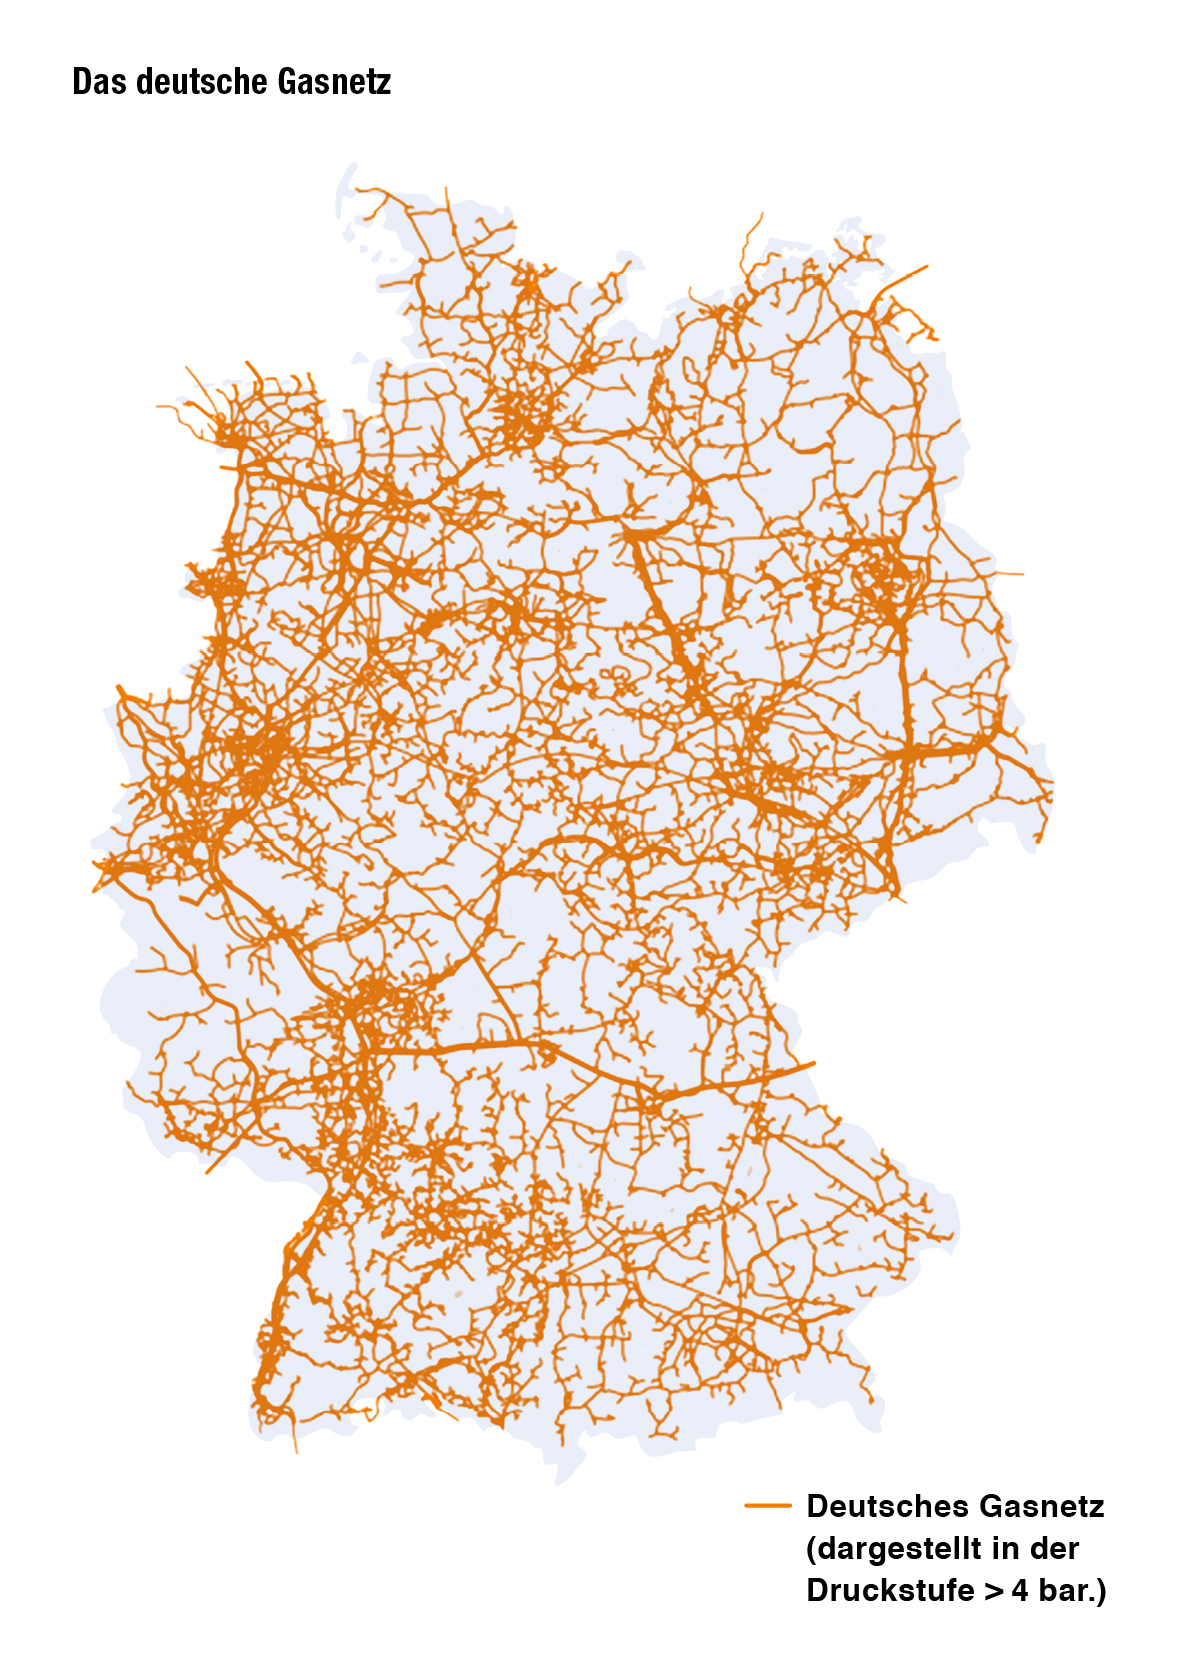 Das deutsche Gasnetz
Deutsches Gasnetz
(dargestellt in der
Druckstufe > 4 bar.)